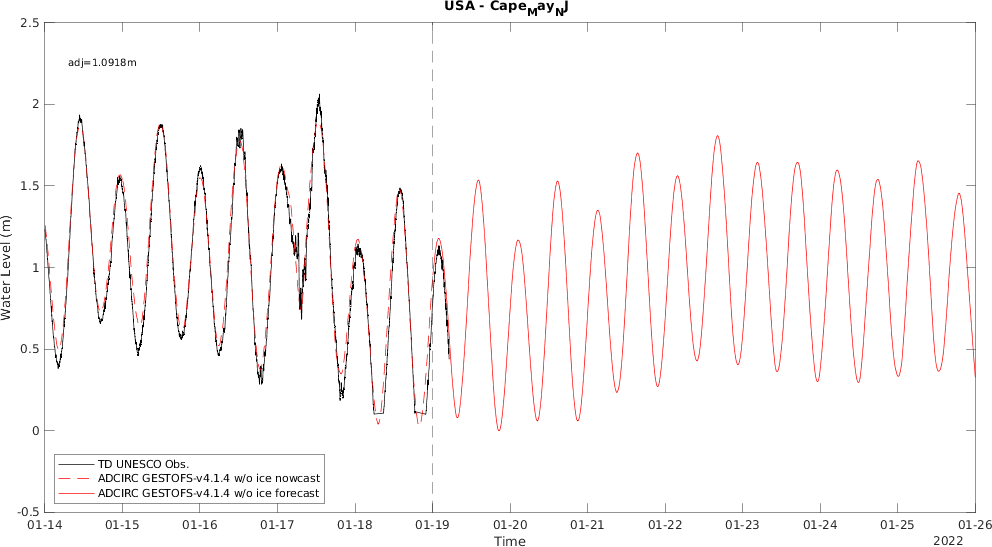 USA - Cape_May_NJ
2.5
adj=1.0918m
2
1.5
1
0.5
0
-0.5
Water Level (m)
TD UNESCO Obs.
ADCIRC GESTOFS-v4.1.4 w/o ice nowcast
ADCIRC GESTOFS-v4.1.4 w/o ice forecast
01-14 01-15 01-16 01-17 01-18 01-19 01-20 01-21 01-22 01-23 01-24 01-25 01-26
Time
2022